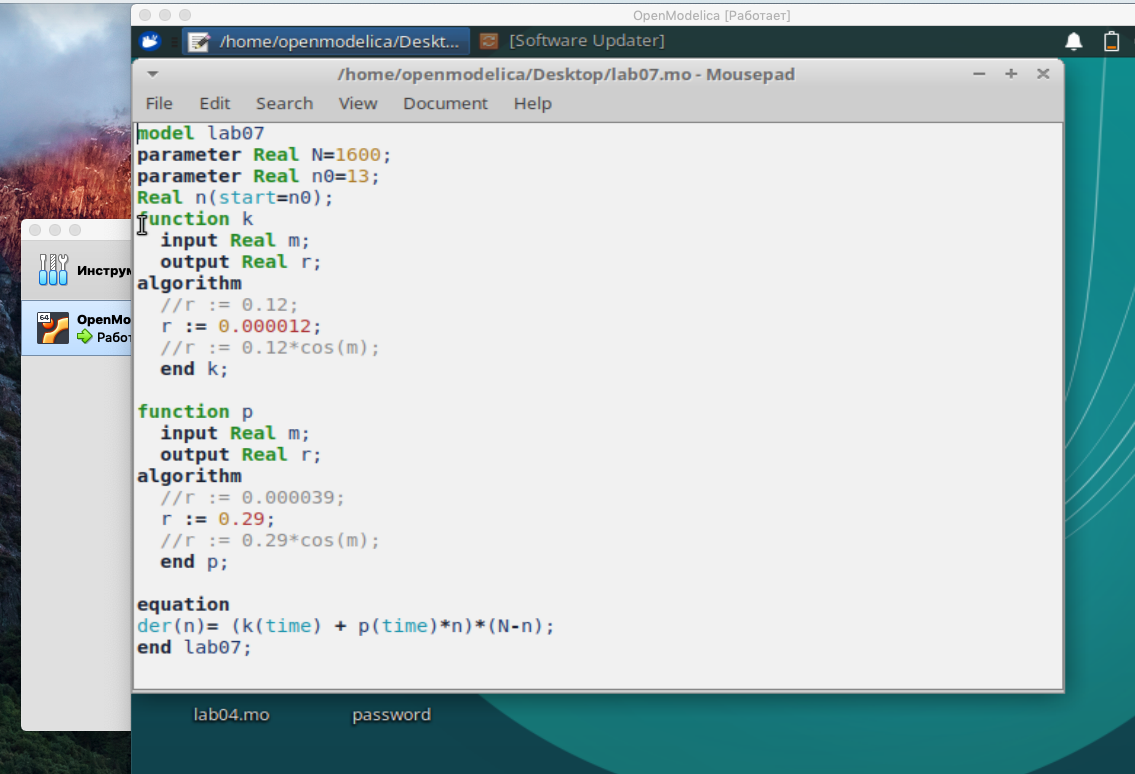 OpenModelica [Работает]
/home/openmodelica/Deskt... [Software Updater]
/home/openmodelica/Desktop/lab07.mo - Mousepad
File Edit Search View Document Help
model lab07
parameter Real N=1600;
parameter Real n0=13;
Real n(start=n0);
function k
input Real m;
output Real r;
algorithm
//r := 0.12;
r := 0.000012;
//r := 0.12*cos(m);
end k;
function p
input Real m;
output Real r;
algorithm
//r := 0.000039;
r := 0.29;
//r := 0.29*cos(m);
end p;
equation
der(n)= (k(time) + p(time)*n)*(N-n);
end lab07;
Инструм
64
OpenMo
Работ
lab04.mo password